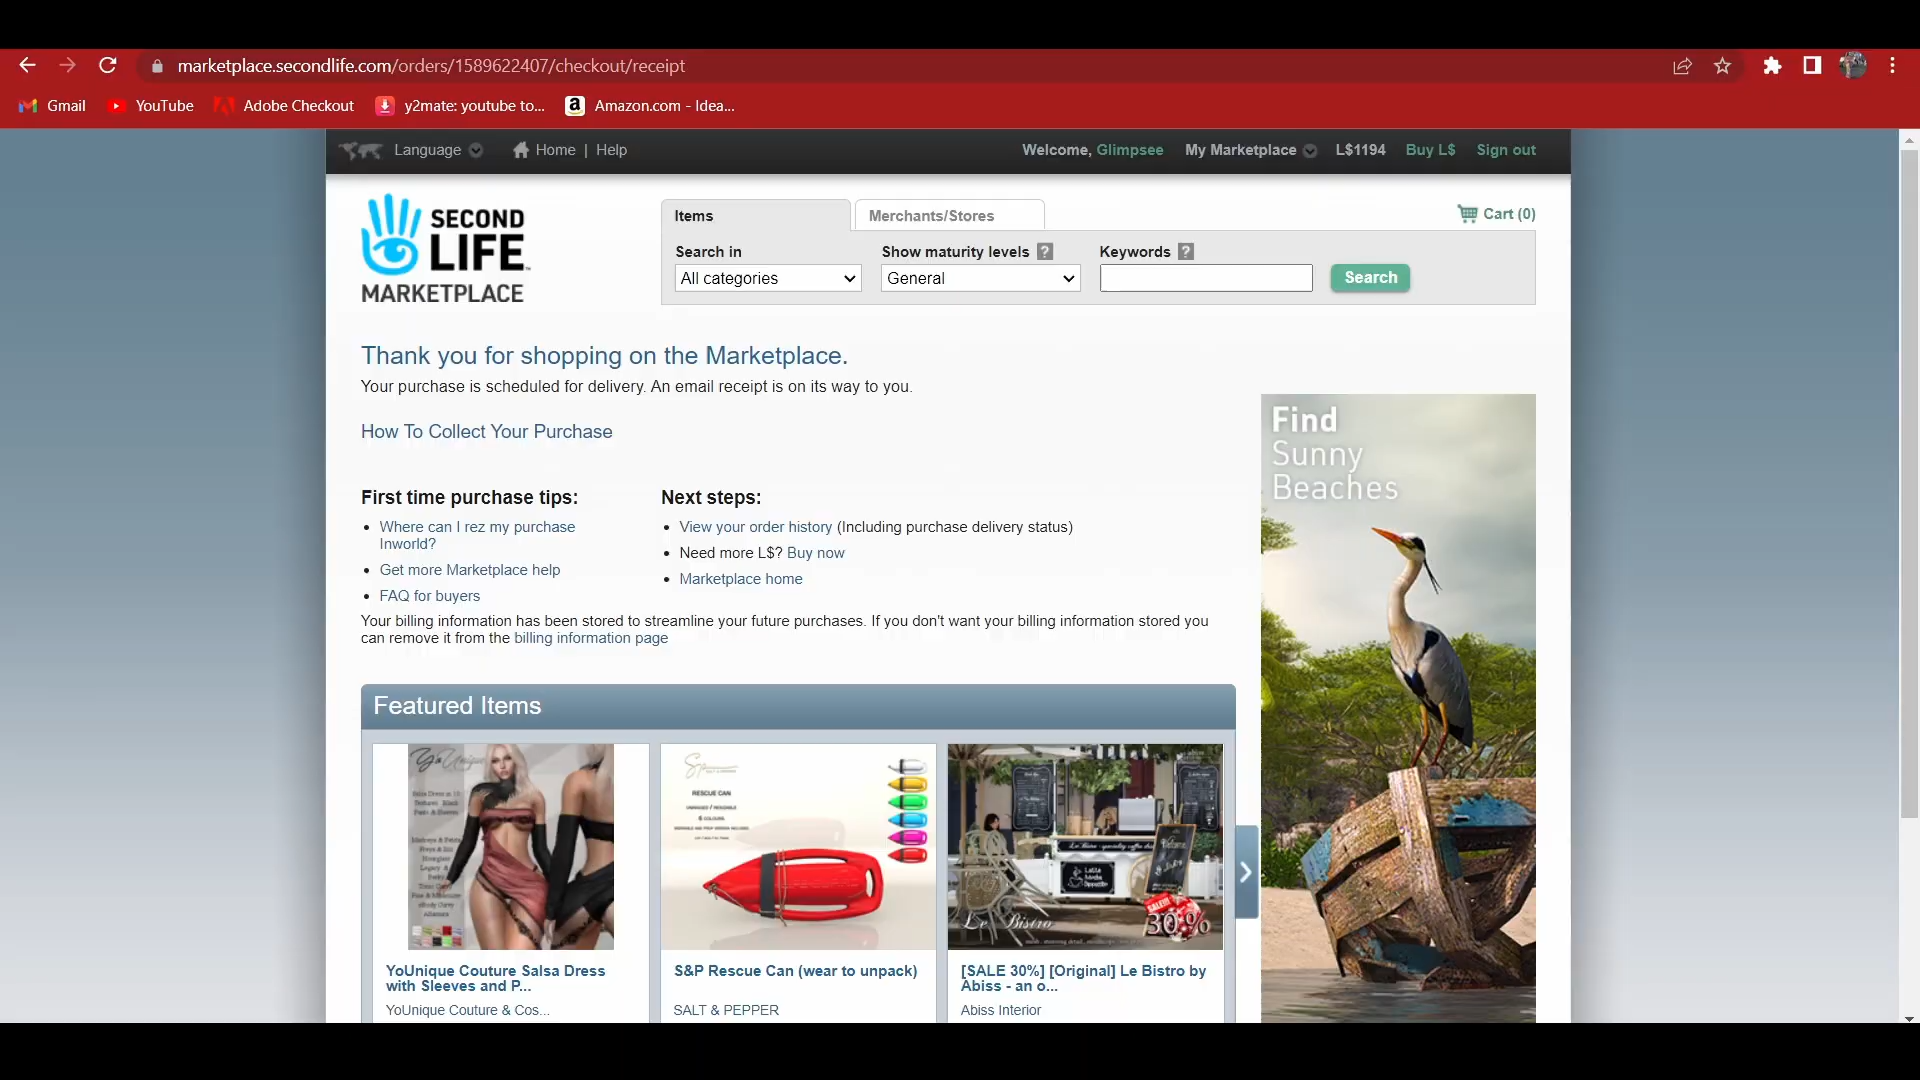 marketplace.secondlife.com/orders/1589622407/checkout/receipt
Gmail YouTube Adobe Checkout y2mate: youtube to... Amazon.com - Idea...
Language Home | Help Welcome, Glimpsee My Marketplace L$1194 Buy L$ Sign out
SECOND
LIFE
MARKETPLACE
Items Merchants/Stores Cart (0)
Search in Show maturity levels ? Keywords ?
All categories General Search
Thank you for shopping on the Marketplace.
Your purchase is scheduled for delivery. An email receipt is on its way to you.
How To Collect Your Purchase
First time purchase tips:
• Where can I rez my purchase
Inworld?
• Get more Marketplace help
• FAQ for buyers
Next steps:
• View your order history (Including purchase delivery status)
• Need more L$? Buy now
• Marketplace home
Your billing information has been stored to streamline your future purchases. If you don't want your billing information stored you
can remove it from the billing information page
Find
Sunny
Beaches
Featured Items
YoUnique
RESCUE CAN
Le Bistro
30%
YoUnique Couture Salsa Dress
with Sleeves and P...
YoUnique Couture & Cos...
S&P Rescue Can (wear to unpack)
SALT & PEPPER
[SALE 30%] [Original] Le Bistro by
Abiss - an o...
Abiss Interior